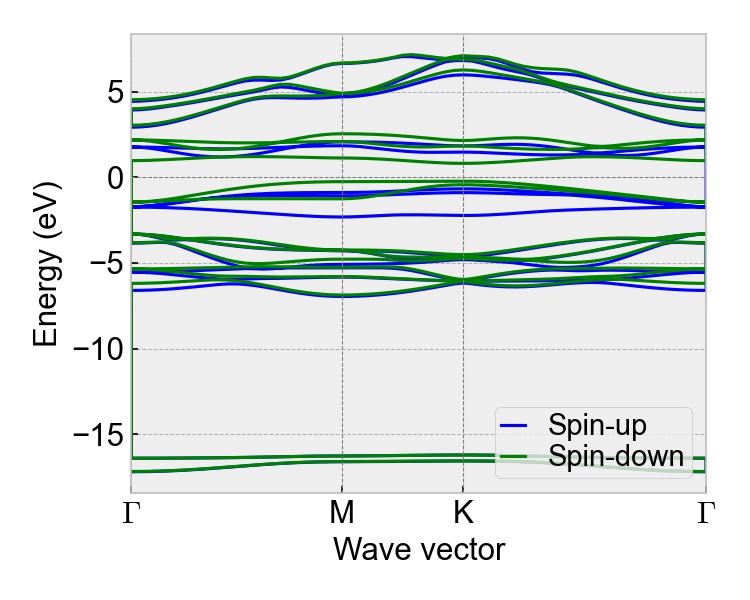 Energy (eV)
5
0
−5
−10
−15
Spin-up
Spin-down
Γ M K Γ
Wave vector